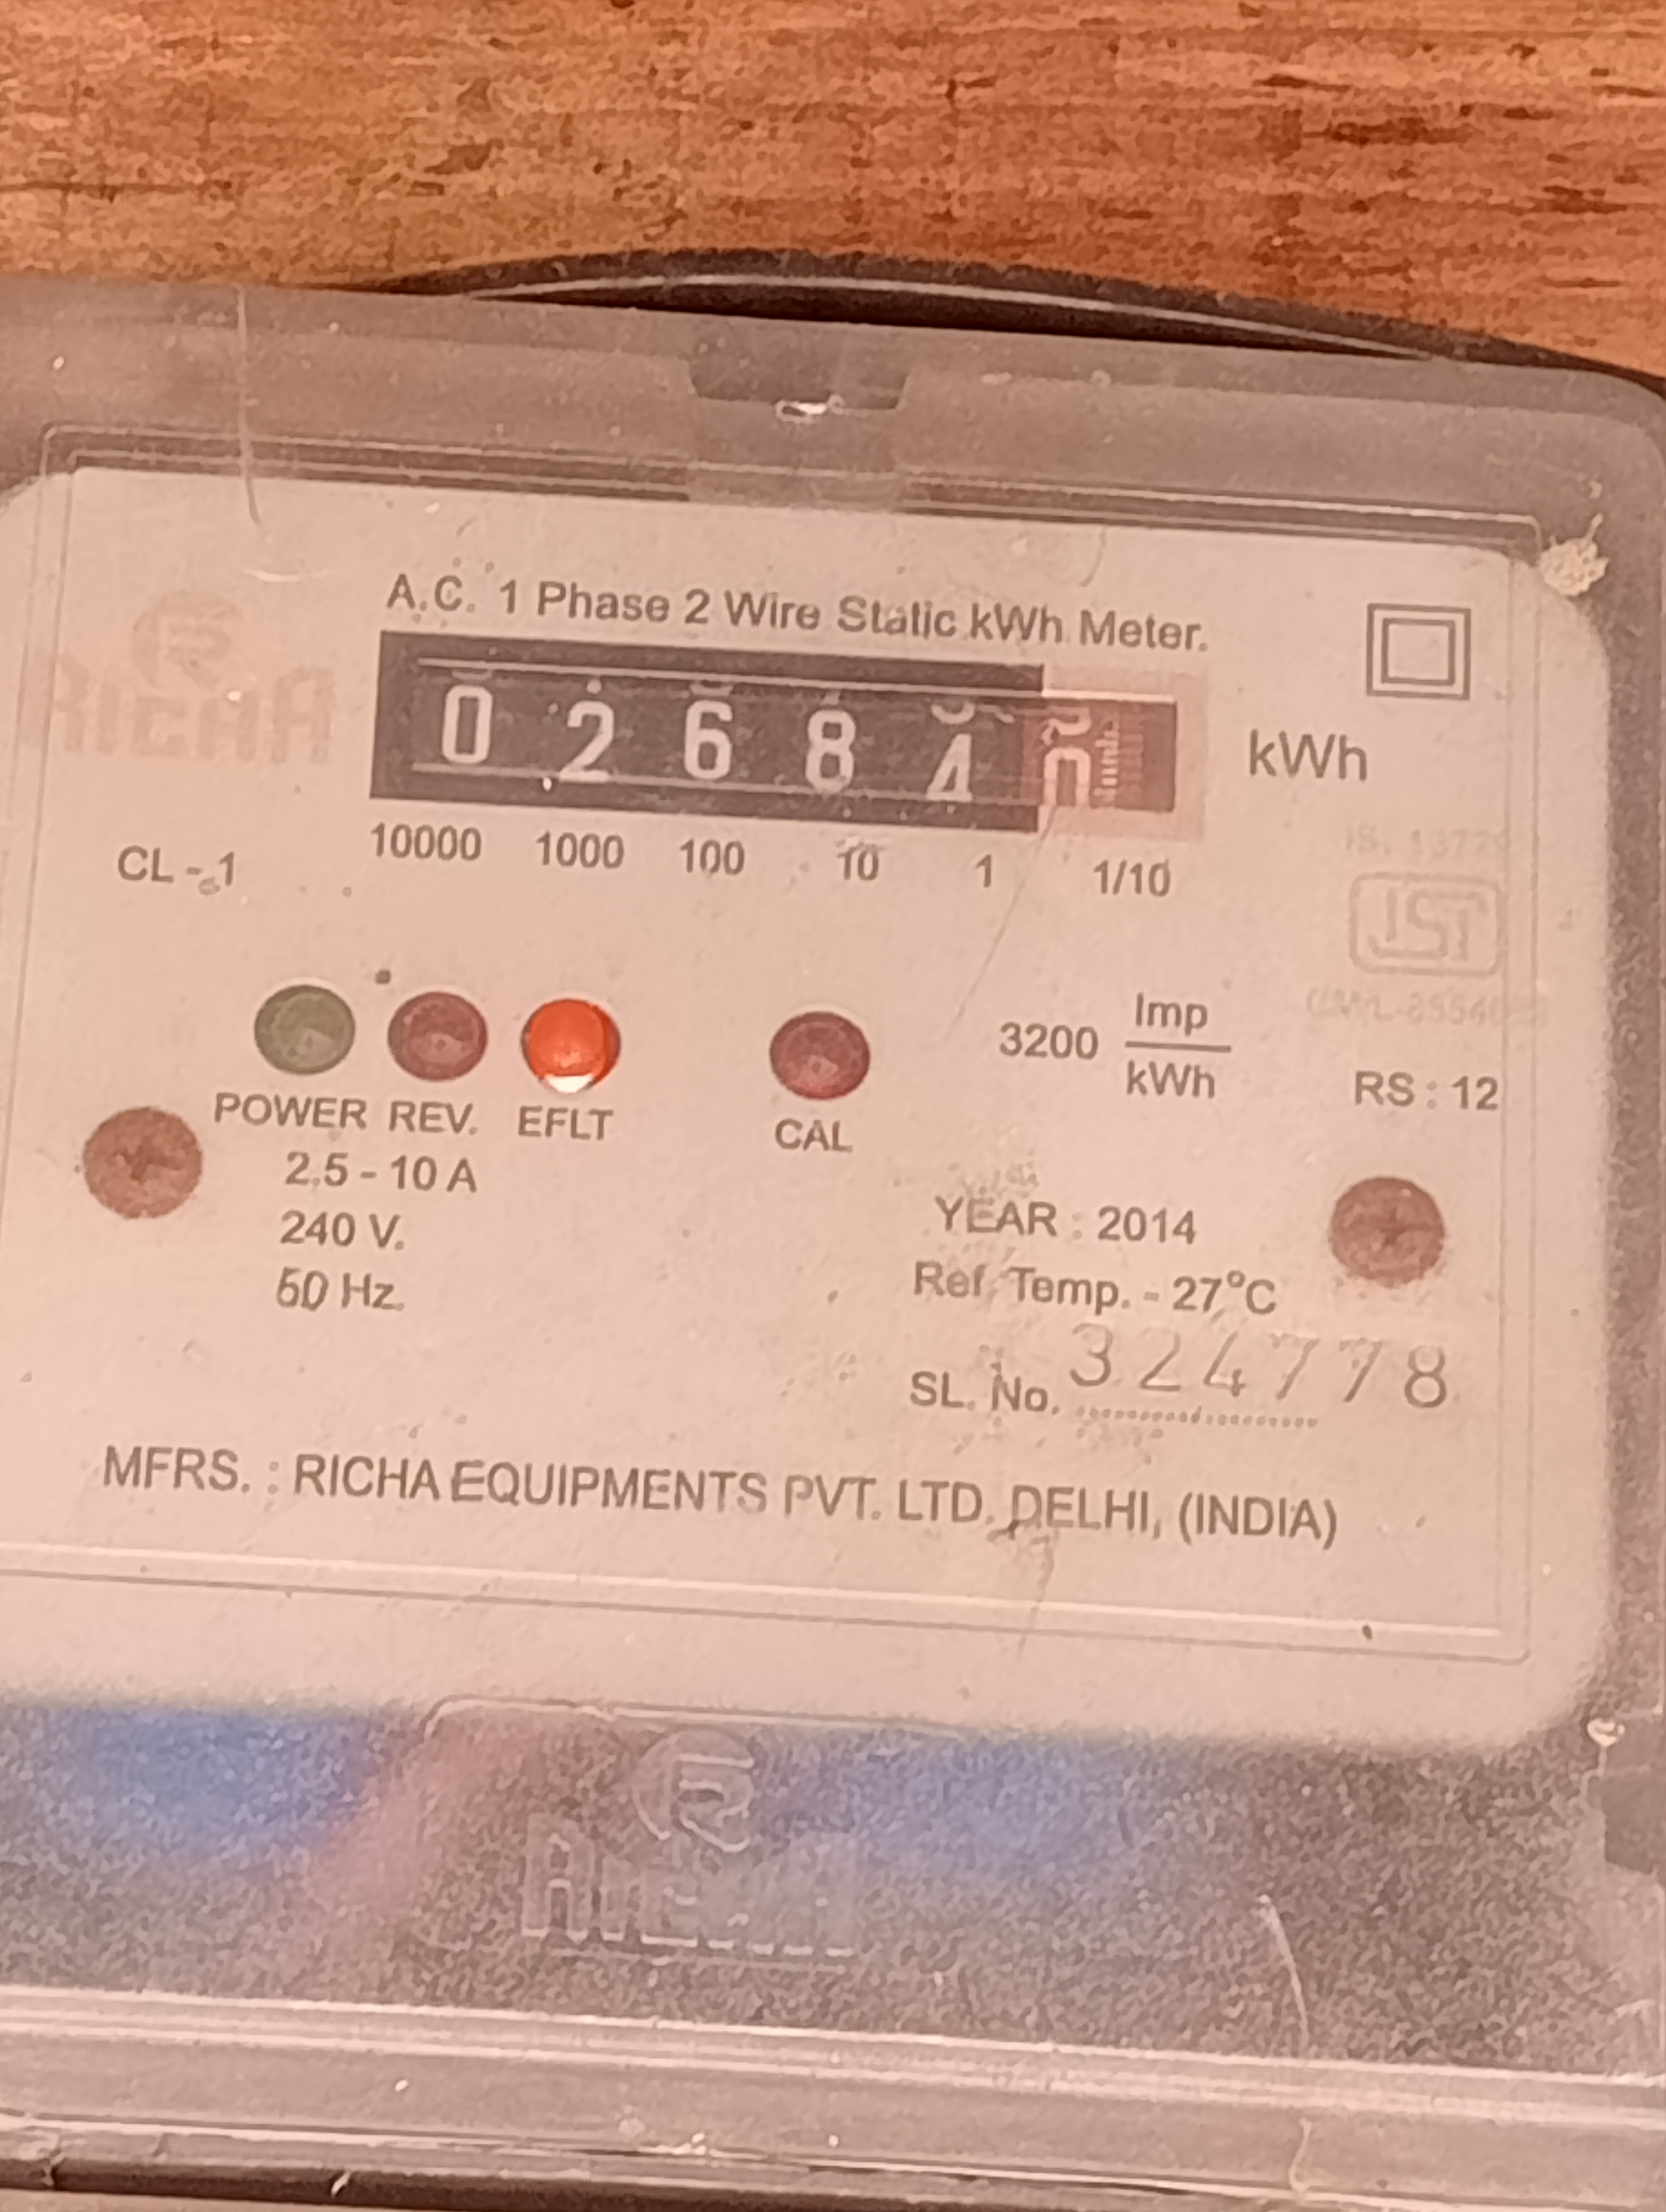 RICHA
A.C. 1 Phase 2 Wire Static kWh Meter.
0 2 6 8 4
kWh
10000 1000 100 10 1 1/10
CL - 1
POWER REV. EFLT CAL
3200 Imp
kWh
RS : 12
2.5 - 10 A
240 V.
50 Hz.
YEAR : 2014
Ref. Temp. - 27°C
SL. No. 324778
MFRS. : RICHA EQUIPMENTS PVT. LTD. DELHI, (INDIA)